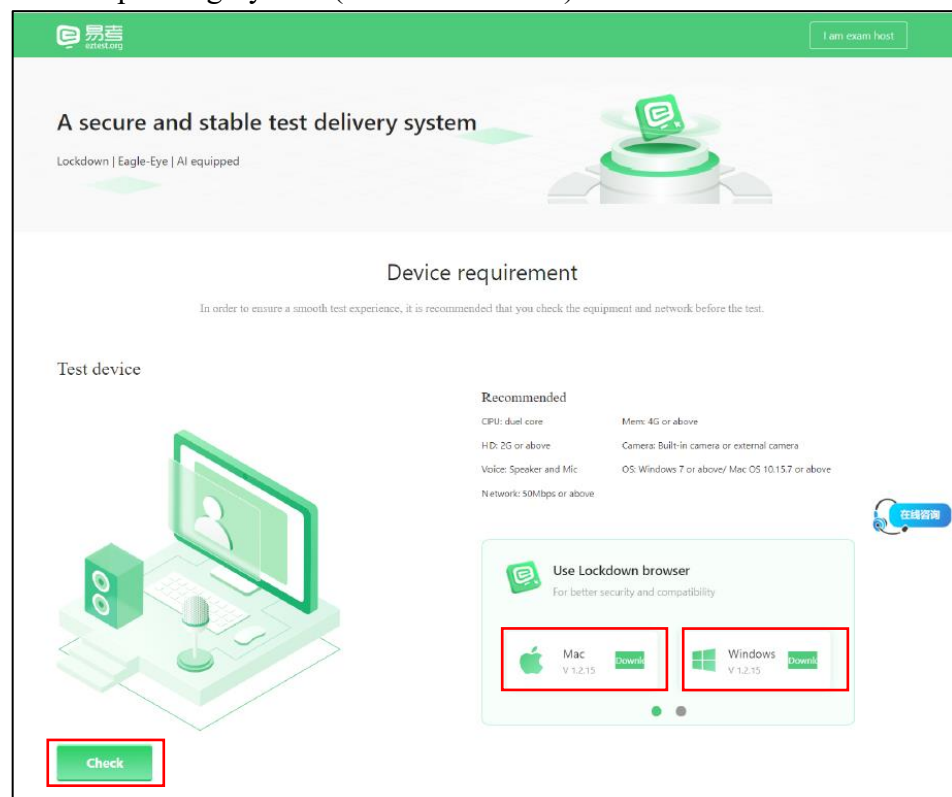 易考
eztest.org
I am exam host
A secure and stable test delivery system
Lockdown | Eagle-Eye | AI equipped
Device requirement
In order to ensure a smooth test experience, it is recommended that you check the equipment and network before the test.
Test device
Recommended
CPU: duel core
Mem: 4G or above
HD: 2G or above
Camera: Built-in camera or external camera
Voice: Speaker and Mic
OS: Windows 7 or above/ Mac OS 10.15.7 or above
Network: 50Mbps or above
在线咨询
Use Lockdown browser
For better security and compatibility
Mac
V 1.2.15
Downlo
Windows
V 1.2.15
Downlo
Check